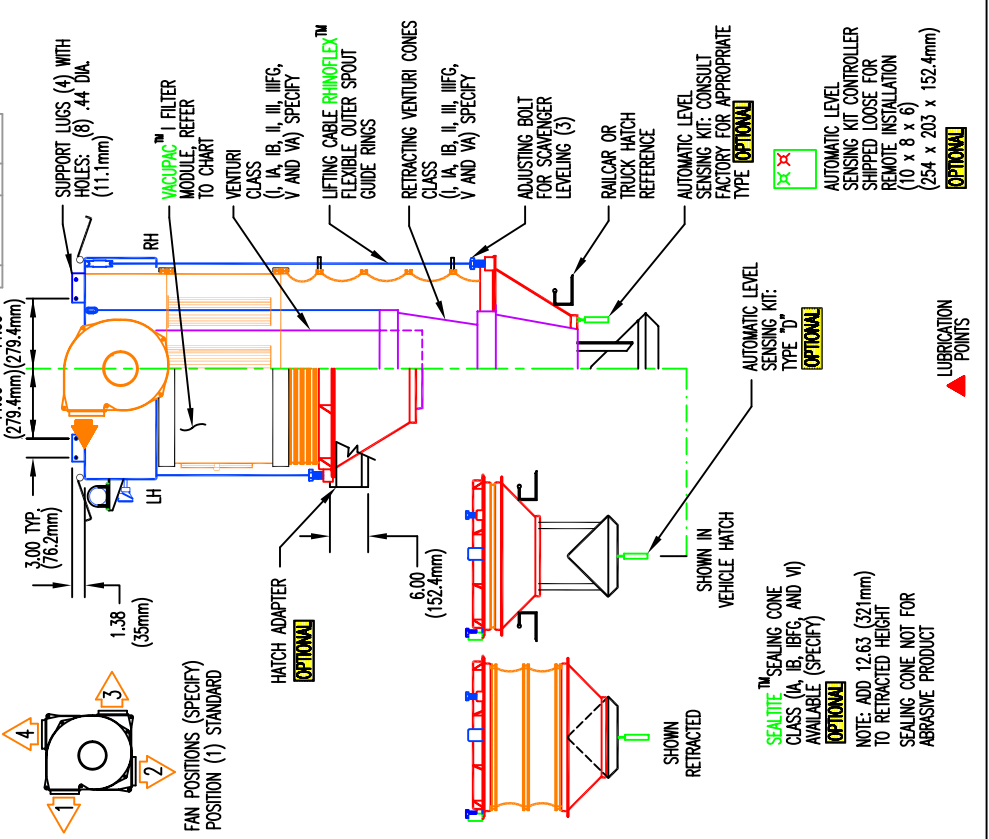 SUPPORT LUGS (4) WITH
HOLES: (8) .44 DIA.
(11.1mm)
VACUPAC™ I FILTER
MODULE, REFER
TO CHART
VENTURI
CLASS
(I, IA, IB, II, III, IIIFG,
V AND VA) SPECIFY
LIFTING CABLE RHINOFLEX™
FLEXIBLE OUTER SPOUT
GUIDE RINGS
RETRACTING VENTURI CONES
CLASS
(I, IA, IB, II, III, IIIFG,
V AND VA) SPECIFY
ADJUSTING BOLT
FOR SCAVENGER
LEVELING (3)
RAILCAR OR
TRUCK HATCH
REFERENCE
AUTOMATIC LEVEL
SENSING KIT: CONSULT
FACTORY FOR APPROPRIATE
TYPE OPTIONAL
AUTOMATIC LEVEL
SENSING KIT CONTROLLER
SHIPPED LOOSE FOR
REMOTE INSTALLATION
(10 x 8 x 6)
(254 x 203 x 152.4mm)
OPTIONAL
RH
(279.4mm)
(279.4mm)
3.00 TYP.
(76.2mm)
LH
1.38
(35mm)
HATCH ADAPTER
OPTIONAL
6.00
(152.4mm)
AUTOMATIC LEVEL
SENSING KIT:
TYPE "D"
OPTIONAL
LUBRICATION
POINTS
1
2
3
4
FAN POSITIONS (SPECIFY)
POSITION (1) STANDARD
SHOWN IN
VEHICLE HATCH
SHOWN
RETRACTED
SEALTITE™ SEALING CONE
CLASS (IA, IB, IBFG, AND VI)
AVAILABLE (SPECIFY)
OPTIONAL
NOTE: ADD 12.63 (321mm)
TO RETRACTED HEIGHT
SEALING CONE NOT FOR
ABRASIVE PRODUCT